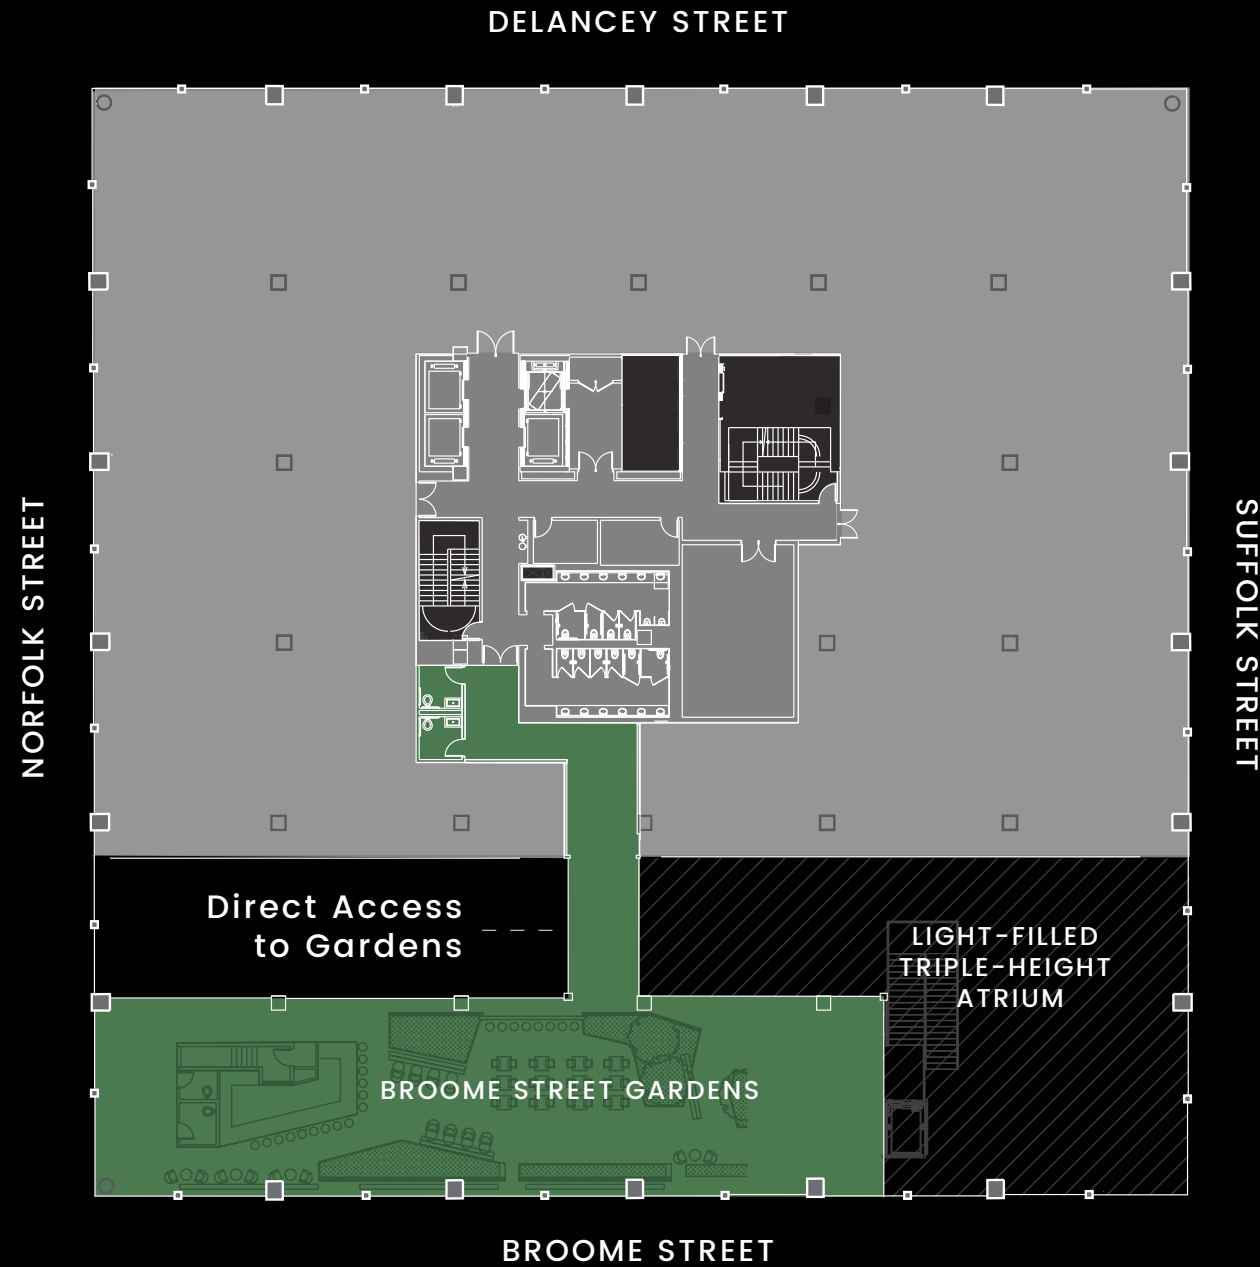 DELANCEY STREET
NORFOLK STREET
SUFFOLK STREET
Direct Access
to Gardens
LIGHT-FILLED
TRIPLE-HEIGHT
ATRIUM
BROOME STREET GARDENS
BROOME STREET